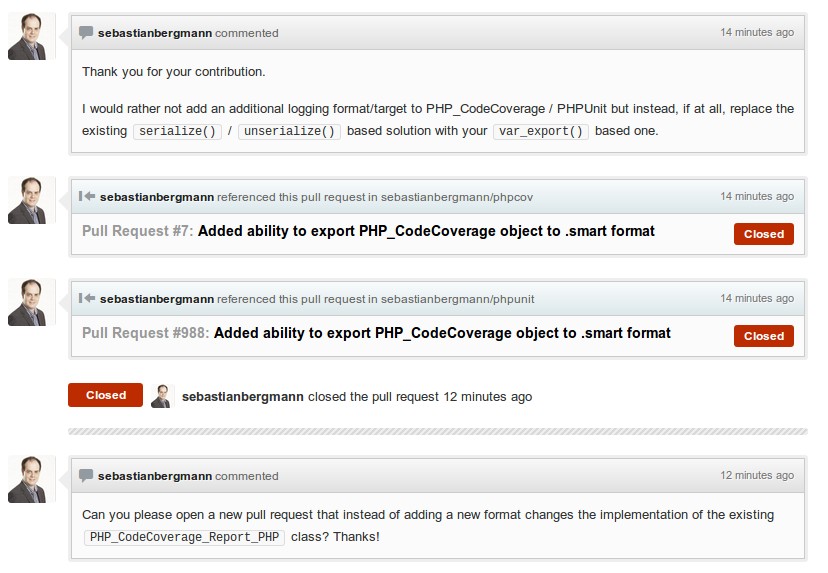 sebastianbergmann commented 14 minutes ago
Thank you for your contribution.
I would rather not add an additional logging format/target to PHP_CodeCoverage / PHPUnit but instead, if at all, replace the
existing serialize() / unserialize() based solution with your var_export() based one.
sebastianbergmann referenced this pull request in sebastianbergmann/phpcov 14 minutes ago
Pull Request #7: Added ability to export PHP_CodeCoverage object to .smart format Closed
sebastianbergmann referenced this pull request in sebastianbergmann/phpunit 14 minutes ago
Pull Request #988: Added ability to export PHP_CodeCoverage object to .smart format Closed
Closed sebastianbergmann closed the pull request 12 minutes ago
sebastianbergmann commented 12 minutes ago
Can you please open a new pull request that instead of adding a new format changes the implementation of the existing
PHP_CodeCoverage_Report_PHP class? Thanks!